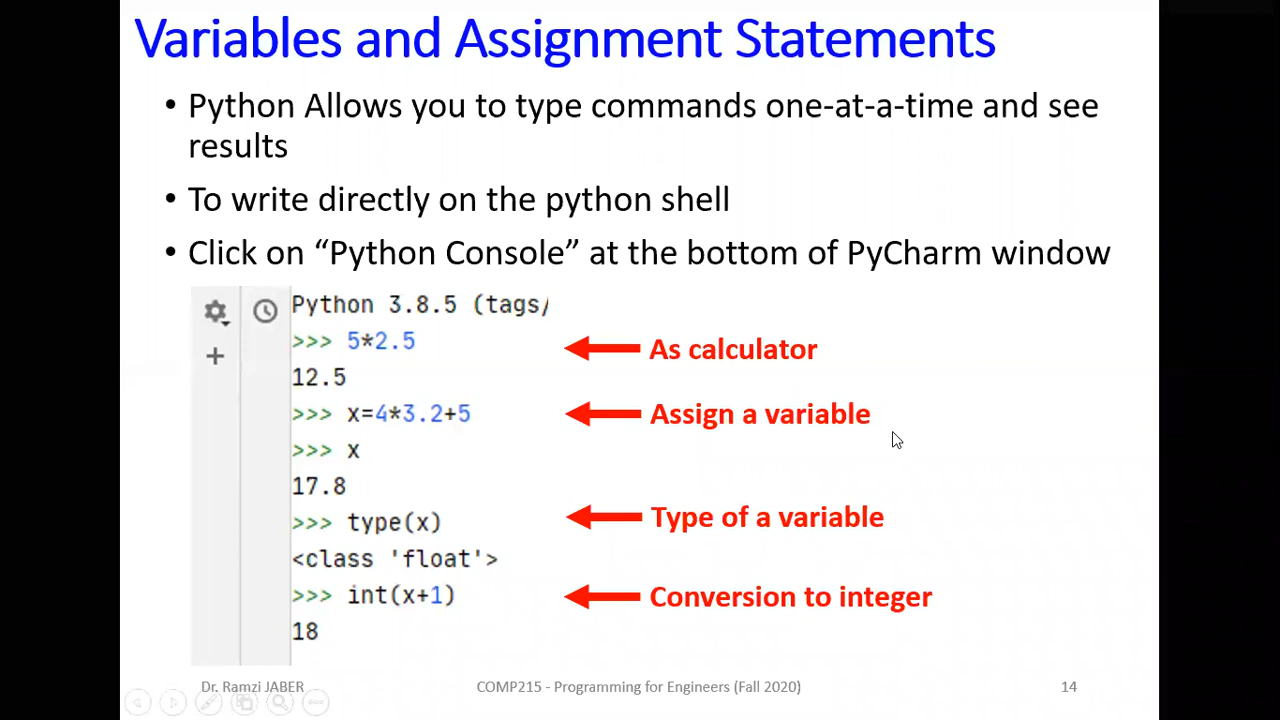 Variables and Assignment Statements
• Python Allows you to type commands one-at-a-time and see
results
• To write directly on the python shell
• Click on “Python Console” at the bottom of PyCharm window
Python 3.8.5 (tags/
>>> 5*2.5
As calculator
12.5
>>> x=4*3.2+5
Assign a variable
>>> x
17.8
>>> type(x)
Type of a variable
<class 'float'>
>>> int(x+1)
Conversion to integer
18
Dr. Ramzi JABER
COMP215 - Programming for Engineers (Fall 2020)
14